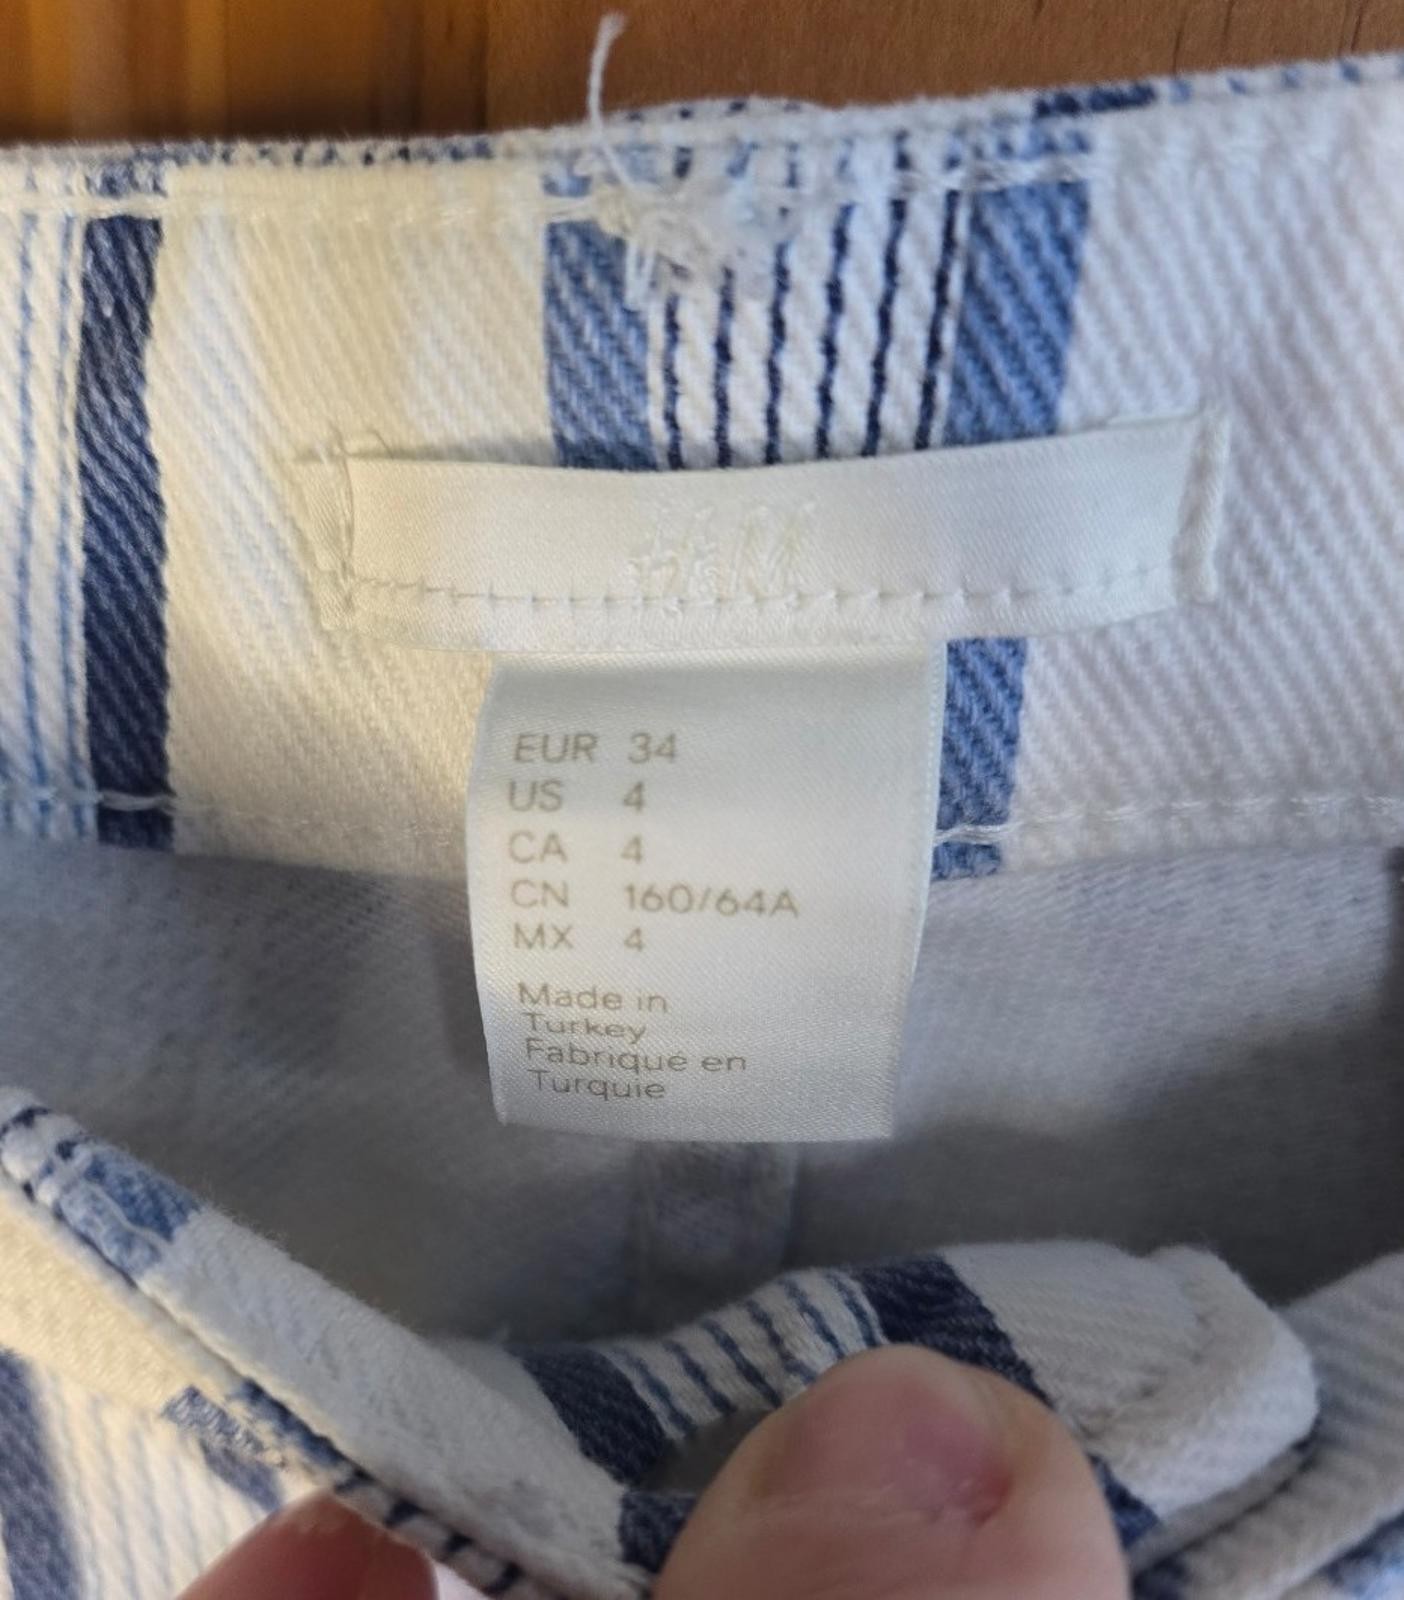 H&M
EUR 34
US 4
CA 4
CN 160/64A
MX 4
Made in
Turkey
Fabriqué en
Turquie